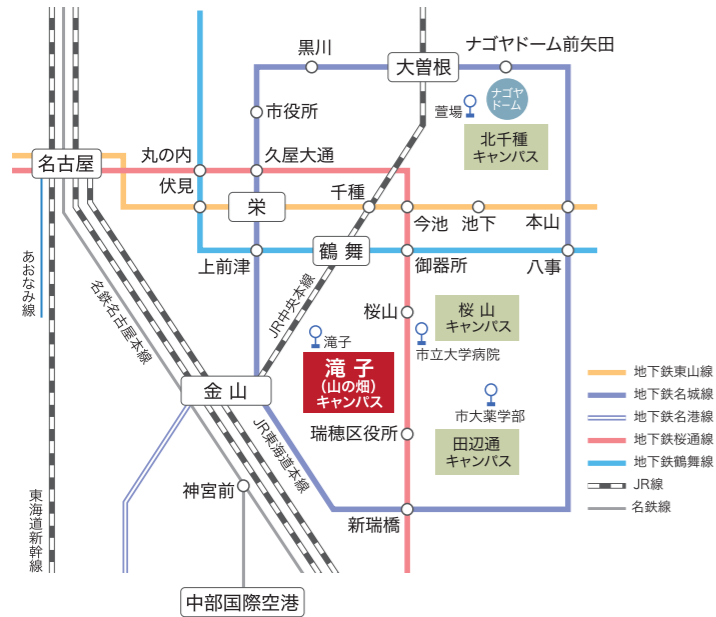 黒川
大曽根
ナゴヤドーム前矢田
市役所
萱場
ナゴヤ
ドーム
北千種
キャンパス
名古屋
丸の内
久屋大通
伏見
栄
千種
今池
池下
本山
上前津
鶴舞
御器所
八事
あおなみ線
名鉄名古屋本線
JR中央本線
桜山
桜 山
キャンパス
市立大学病院
滝子
滝 子
(山の畑)
キャンパス
金 山
市大薬学部
瑞穂区役所
田辺通
キャンパス
JR東海道本線
神宮前
新瑞橋
東海道新幹線
中部国際空港
地下鉄東山線
地下鉄名城線
地下鉄名港線
地下鉄桜通線
地下鉄鶴舞線
JR線
名鉄線